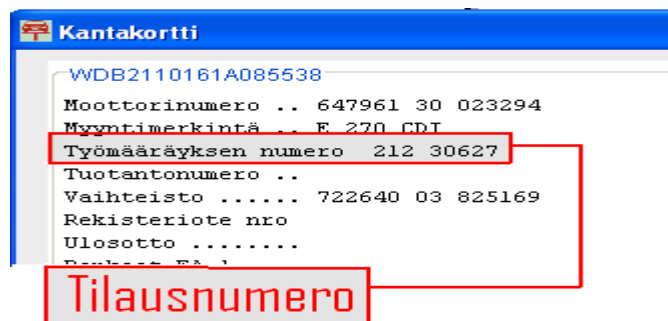 Kantakortti
WDB2110161A085538
Moottorinumero .. 647961 30 023294
Myyntimerkintä .. E 270 CDI
Työmääräyksen numero 212 30627
Tuotantonumero ..
Vaihteisto ...... 722640 03 825169
Rekisteriote nro
Ulosotto ........
Tilausnumero